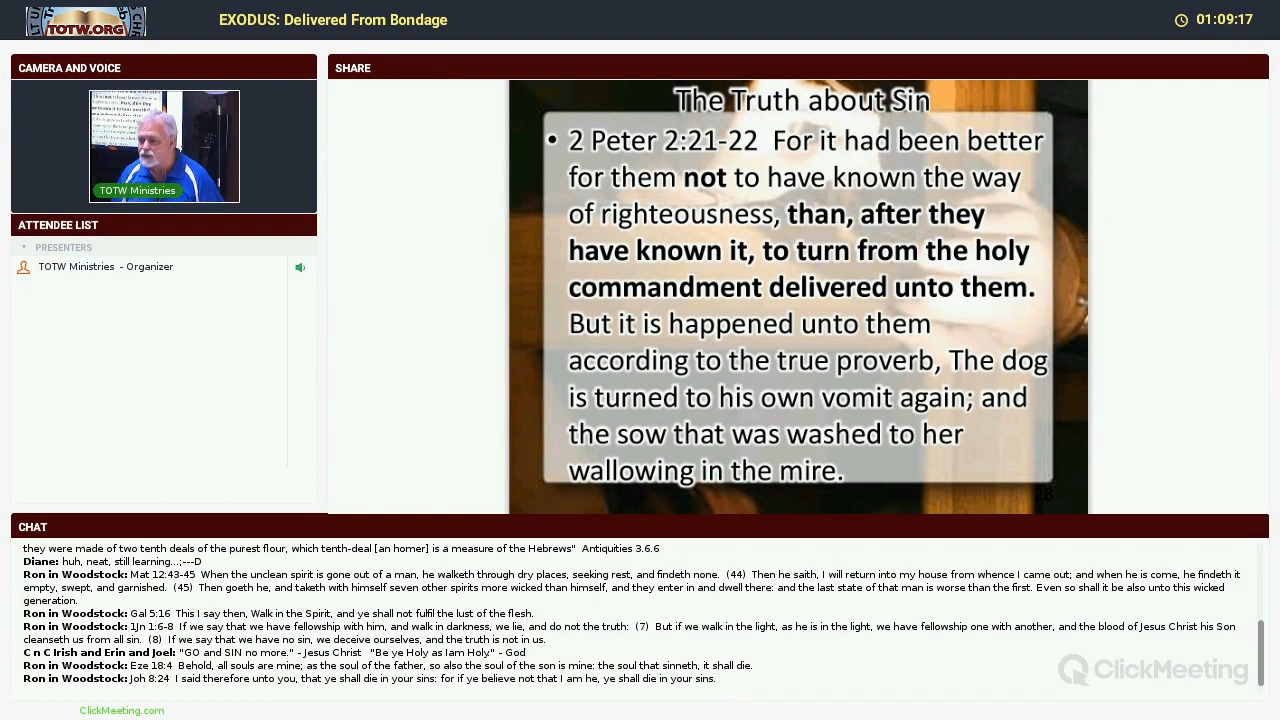 TOTW.ORG
EXODUS: Delivered From Bondage
01:09:17
CAMERA AND VOICE
TOTW Ministries
ATTENDEE LIST
PRESENTERS
TOTW Ministries - Organizer
SHARE
The Truth about Sin
• 2 Peter 2:21-22 For it had been better
for them not to have known the way
of righteousness, than, after they
have known it, to turn from the holy
commandment delivered unto them.
But it is happened unto them
according to the true proverb, The dog
is turned to his own vomit again; and
the sow that was washed to her
wallowing in the mire.
28
CHAT
they were made of two tenth deals of the purest flour, which tenth-deal [an homer] is a measure of the Hebrews" Antiquities 3.6.6
Diane: huh, neat, still learning...;---D
Ron in Woodstock: Mat 12:43-45 When the unclean spirit is gone out of a man, he walketh through dry places, seeking rest, and findeth none. (44) Then he saith, I will return into my house from whence I came out; and when he is come, he findeth it
empty, swept, and garnished. (45) Then goeth he, and taketh with himself seven other spirits more wicked than himself, and they enter in and dwell there: and the last state of that man is worse than the first. Even so shall it be also unto this wicked
generation.
Ron in Woodstock: Gal 5:16 This I say then, Walk in the Spirit, and ye shall not fulfil the lust of the flesh.
Ron in Woodstock: 1Jn 1:6-8 If we say that we have fellowship with him, and walk in darkness, we lie, and do not the truth: (7) But if we walk in the light, as he is in the light, we have fellowship one with another, and the blood of Jesus Christ his Son
cleanseth us from all sin. (8) If we say that we have no sin, we deceive ourselves, and the truth is not in us.
C n C Irish and Erin and Joel: "GO and SIN no more." - Jesus Christ "Be ye Holy as Iam Holy." - God
Ron in Woodstock: Eze 18:4 Behold, all souls are mine; as the soul of the father, so also the soul of the son is mine: the soul that sinneth, it shall die.
Ron in Woodstock: Joh 8:24 I said therefore unto you, that ye shall die in your sins: for if ye believe not that I am he, ye shall die in your sins.
ClickMeeting
ClickMeeting.com